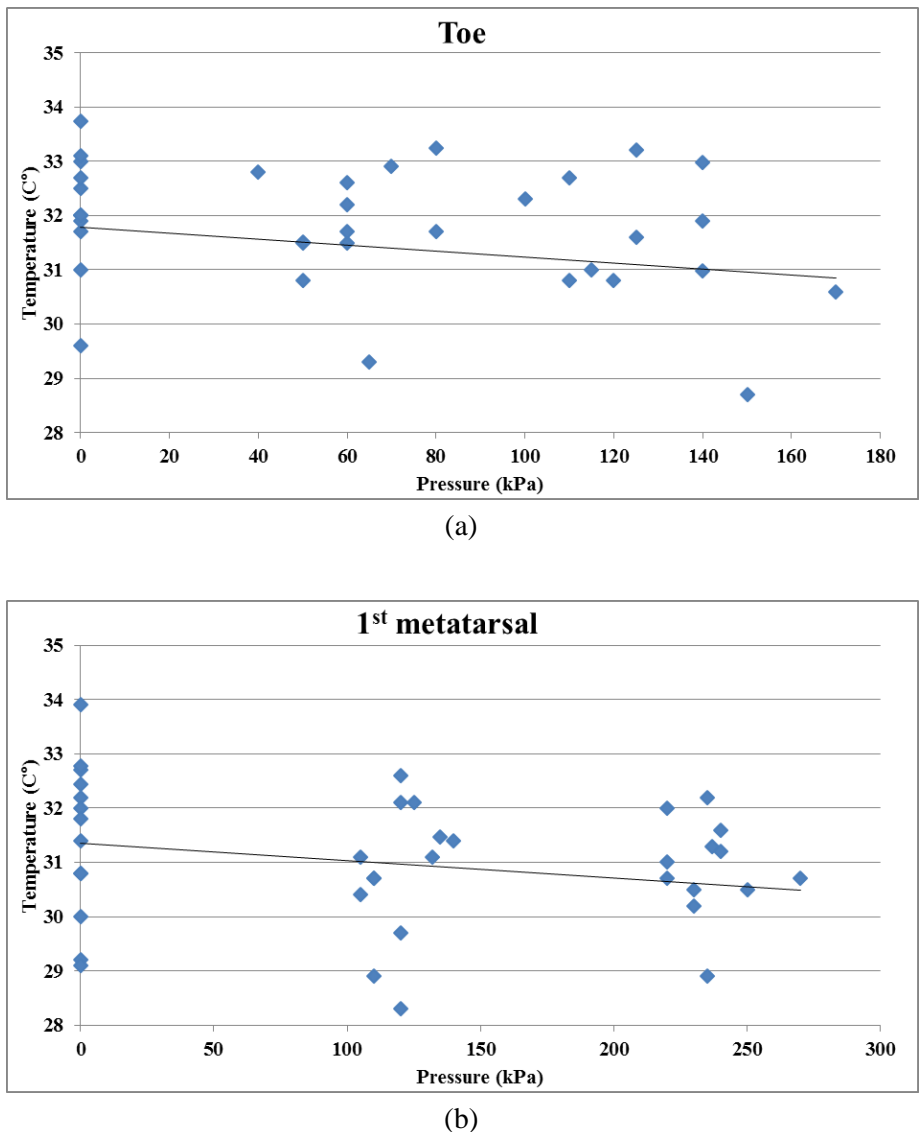 Toe
35
34
33
32
31
30
29
28
Temperature (C°)
0 20 40 60 80 100 120 140 160 180
Pressure (kPa)
(a)
1st metatarsal
35
34
33
32
31
30
29
28
Temperature (C°)
0 50 100 150 200 250 300
Pressure (kPa)
(b)